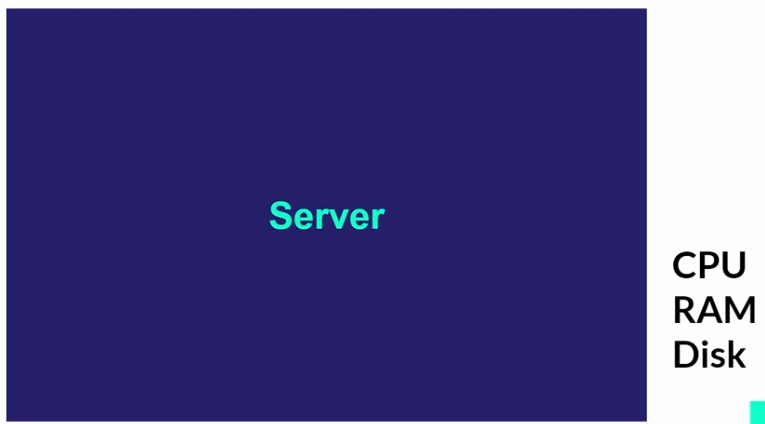 Server
CPU
RAM
Disk